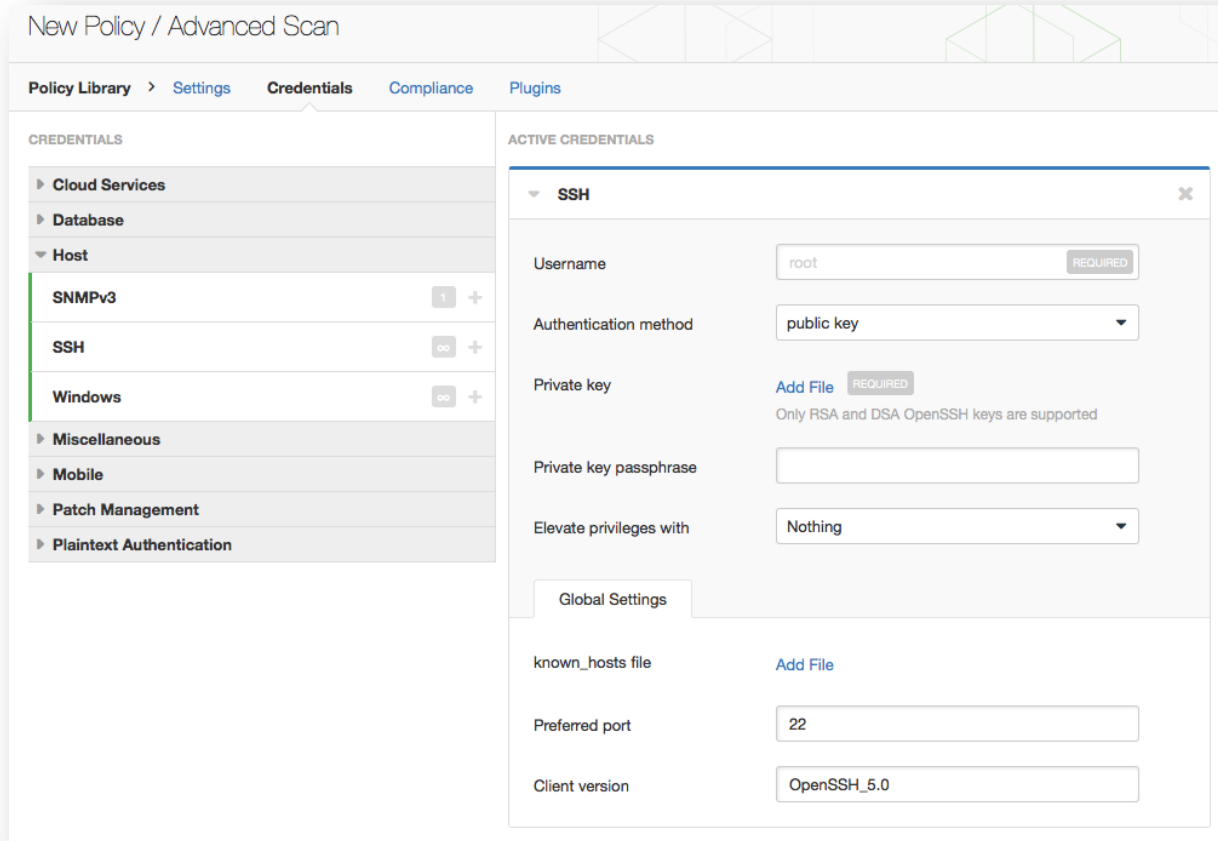 New Policy / Advanced Scan
Policy Library > Settings Credentials Compliance Plugins
CREDENTIALS
Cloud Services
Database
Host
SNMPv3 1 +
SSH ∞ +
Windows ∞ +
Miscellaneous
Mobile
Patch Management
Plaintext Authentication
ACTIVE CREDENTIALS
SSH
Username root REQUIRED
Authentication method public key
Private key Add File REQUIRED
Only RSA and DSA OpenSSH keys are supported
Private key passphrase
Elevate privileges with Nothing
Global Settings
known_hosts file Add File
Preferred port 22
Client version OpenSSH_5.0